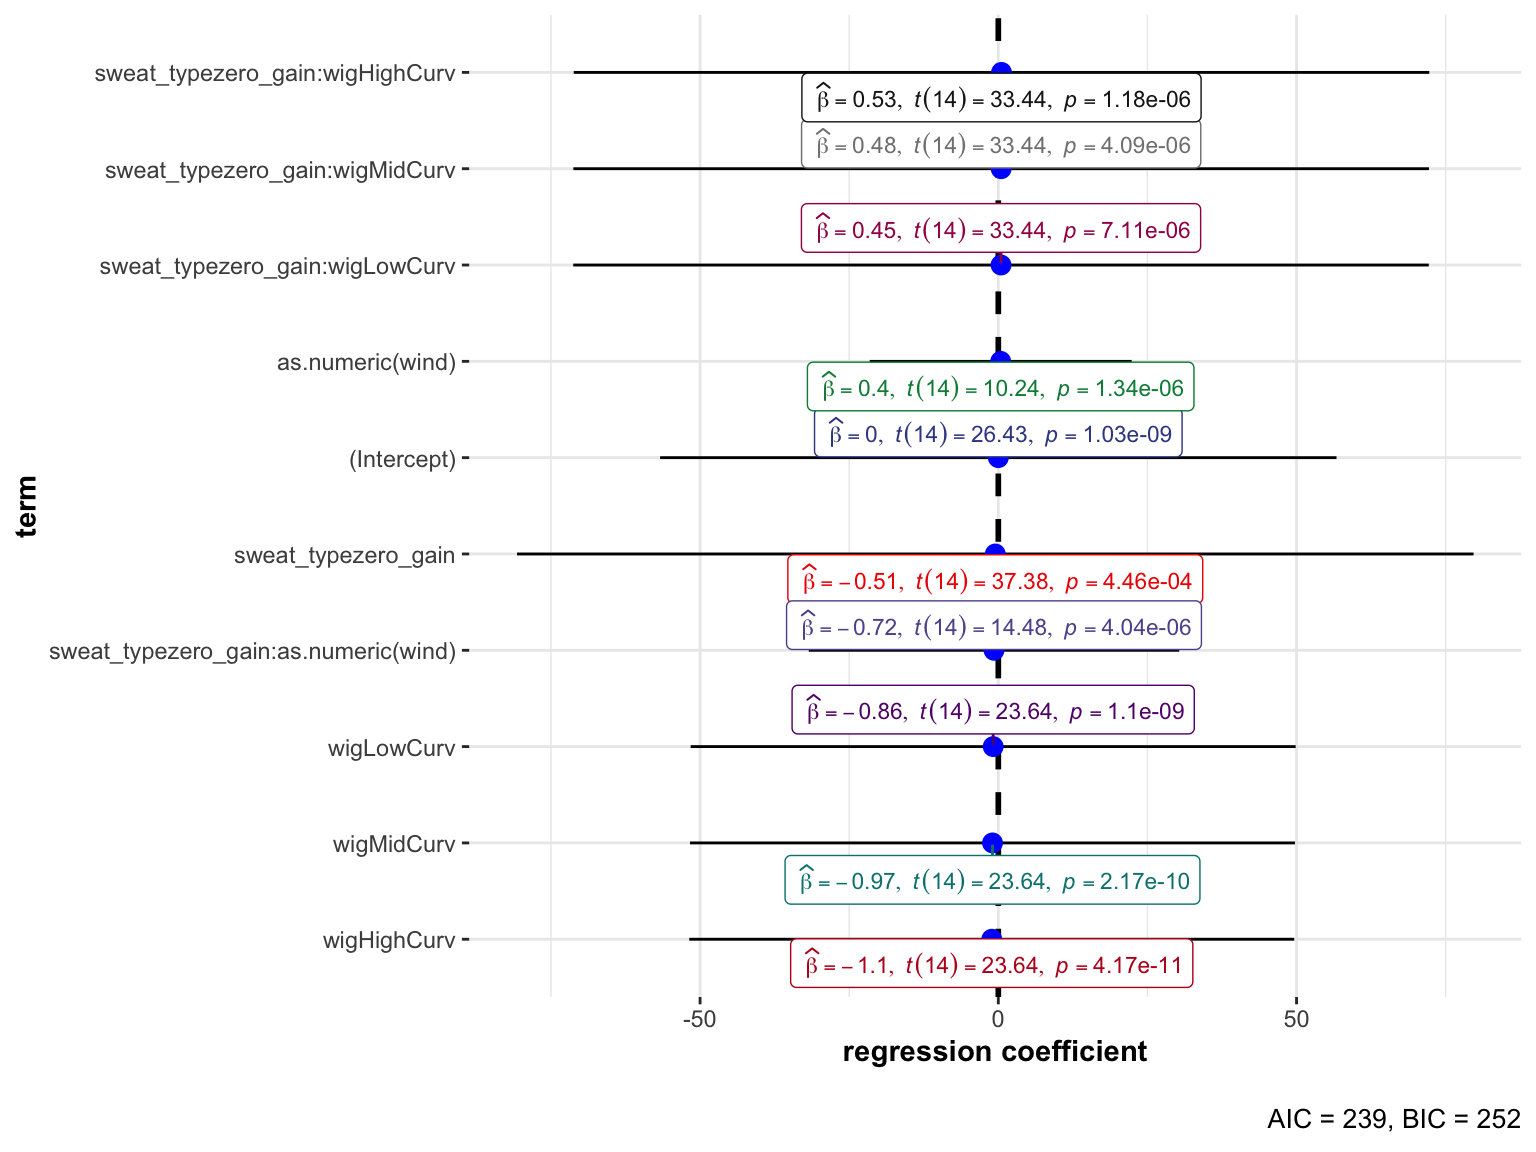 sweat_typezero_gain:wigHighCurv
β̂ = 0.53, t(14) = 33.44, p = 1.18e-06
β̂ = 0.48, t(14) = 33.44, p = 4.09e-06
sweat_typezero_gain:wigMidCurv
β̂ = 0.45, t(14) = 33.44, p = 7.11e-06
sweat_typezero_gain:wigLowCurv
as.numeric(wind)
β̂ = 0.4, t(14) = 10.24, p = 1.34e-06
β̂ = 0, t(14) = 26.43, p = 1.03e-09
(Intercept)
term
sweat_typezero_gain
β̂ = −0.51, t(14) = 37.38, p = 4.46e-04
β̂ = −0.72, t(14) = 14.48, p = 4.04e-06
sweat_typezero_gain:as.numeric(wind)
β̂ = −0.86, t(14) = 23.64, p = 1.1e-09
wigLowCurv
wigMidCurv
β̂ = −0.97, t(14) = 23.64, p = 2.17e-10
wigHighCurv
β̂ = −1.1, t(14) = 23.64, p = 4.17e-11
-50 0 50
regression coefficient
AIC = 239, BIC = 252